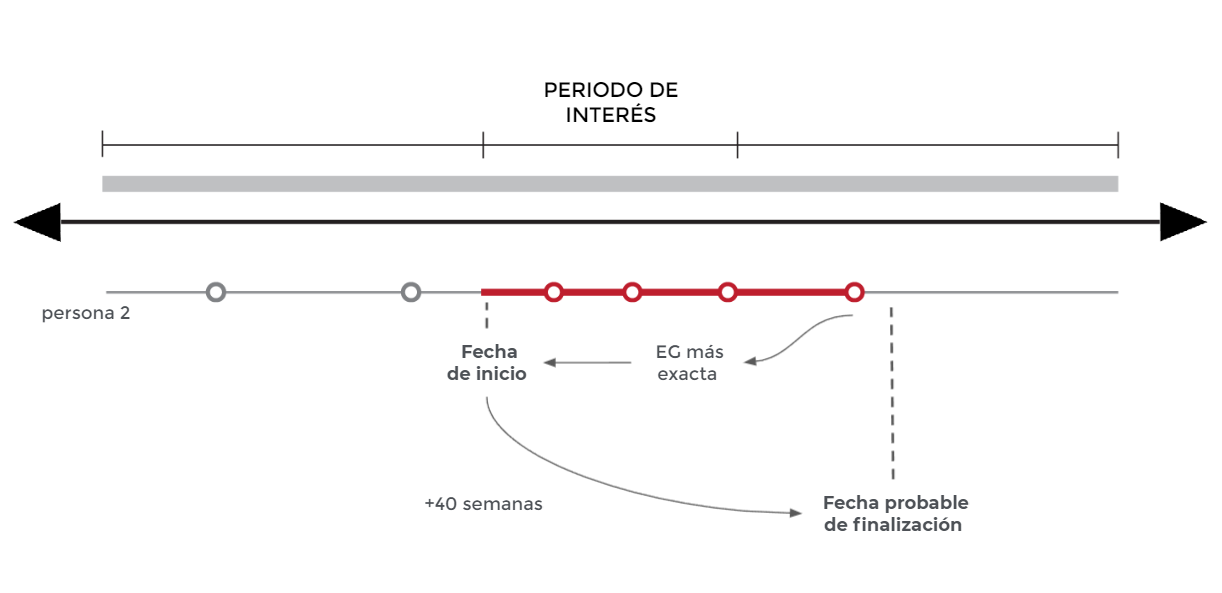 PERIODO DE
INTERÉS
persona 2
Fecha
de inicio
EG más
exacta
+40 semanas
Fecha probable
de finalización